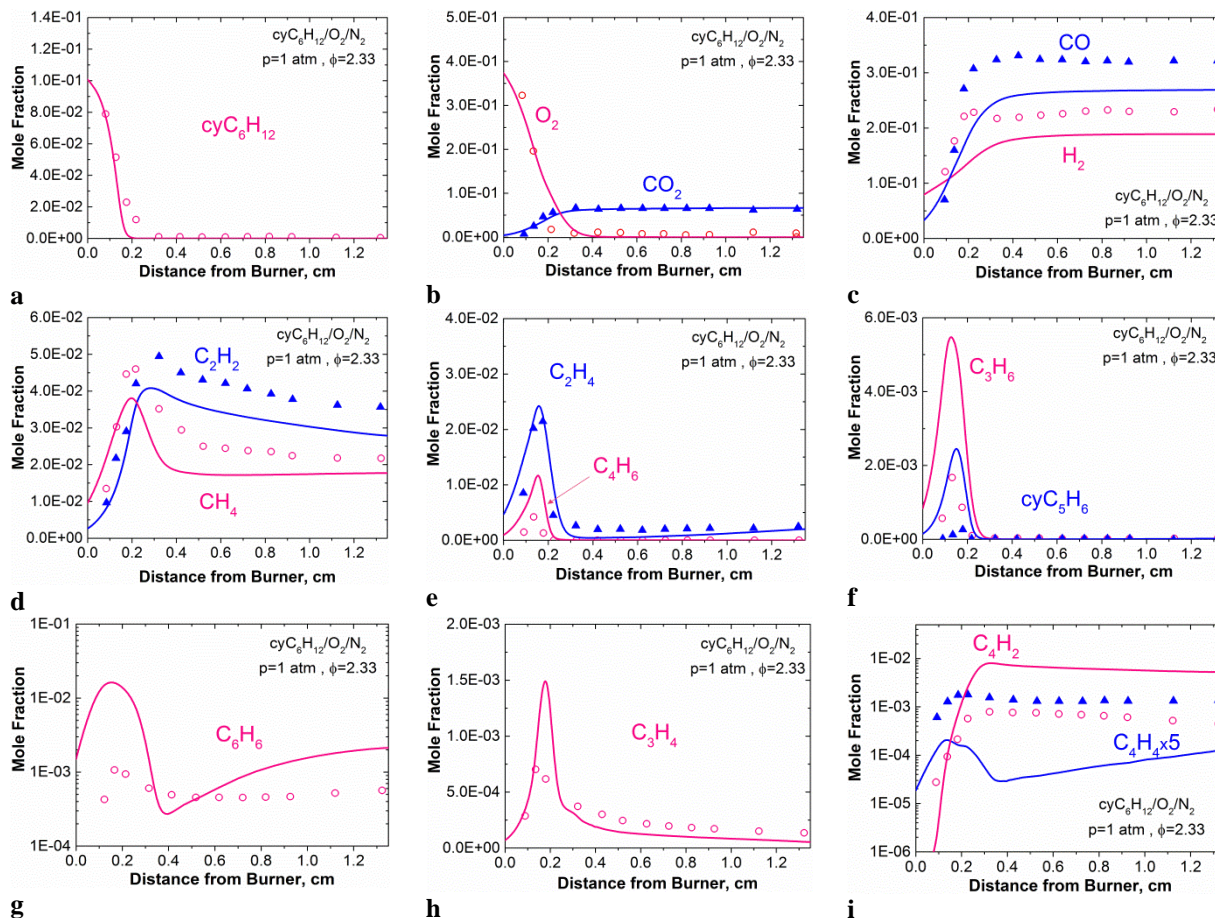 1.4E-01
1.2E-01
1.0E-01
8.0E-02
6.0E-02
4.0E-02
2.0E-02
0.0E+00
Mole Fraction
cyC₆H₁₂/O₂/N₂
p=1 atm , ϕ=2.33
cyC₆H₁₂
0.0 0.2 0.4 0.6 0.8 1.0 1.2
Distance from Burner, cm
a
5.0E-01
4.0E-01
3.0E-01
2.0E-01
1.0E-01
0.0E+00
Mole Fraction
cyC₆H₁₂/O₂/N₂
p=1 atm , ϕ=2.33
O₂
CO₂
0.0 0.2 0.4 0.6 0.8 1.0 1.2
Distance from Burner, cm
b
4.0E-01
3.0E-01
2.0E-01
1.0E-01
0.0E+00
Mole Fraction
CO
H₂
cyC₆H₁₂/O₂/N₂
p=1 atm , ϕ=2.33
0.0 0.2 0.4 0.6 0.8 1.0 1.2
Distance from Burner, cm
c
6.0E-02
5.0E-02
4.0E-02
3.0E-02
2.0E-02
1.0E-02
0.0E+00
Mole Fraction
cyC₆H₁₂/O₂/N₂
p=1 atm , ϕ=2.33
C₂H₂
CH₄
0.0 0.2 0.4 0.6 0.8 1.0 1.2
Distance from Burner, cm
d
4.0E-02
3.0E-02
2.0E-02
1.0E-02
0.0E+00
Mole Fraction
cyC₆H₁₂/O₂/N₂
p=1 atm , ϕ=2.33
C₂H₄
C₄H₆
0.0 0.2 0.4 0.6 0.8 1.0 1.2
Distance from Burner, cm
e
6.0E-03
4.0E-03
2.0E-03
0.0E+00
Mole Fraction
cyC₆H₁₂/O₂/N₂
p=1 atm , ϕ=2.33
C₃H₆
cyC₅H₆
0.0 0.2 0.4 0.6 0.8 1.0 1.2
Distance from Burner, cm
f
1E-01
1E-02
1E-03
1E-04
Mole Fraction
cyC₆H₁₂/O₂/N₂
p=1 atm , ϕ=2.33
C₆H₆
0.0 0.2 0.4 0.6 0.8 1.0 1.2
Distance from Burner, cm
g
2.0E-03
1.5E-03
1.0E-03
5.0E-04
0.0E+00
Mole Fraction
cyC₆H₁₂/O₂/N₂
p=1 atm , ϕ=2.33
C₃H₄
0.0 0.2 0.4 0.6 0.8 1.0 1.2
Distance from Burner, cm
h
1E-02
1E-03
1E-04
1E-05
1E-06
Mole Fraction
C₄H₂
C₄H₄x5
cyC₆H₁₂/O₂/N₂
p=1 atm , ϕ=2.33
0.0 0.2 0.4 0.6 0.8 1.0 1.2
Distance from Burner, cm
i